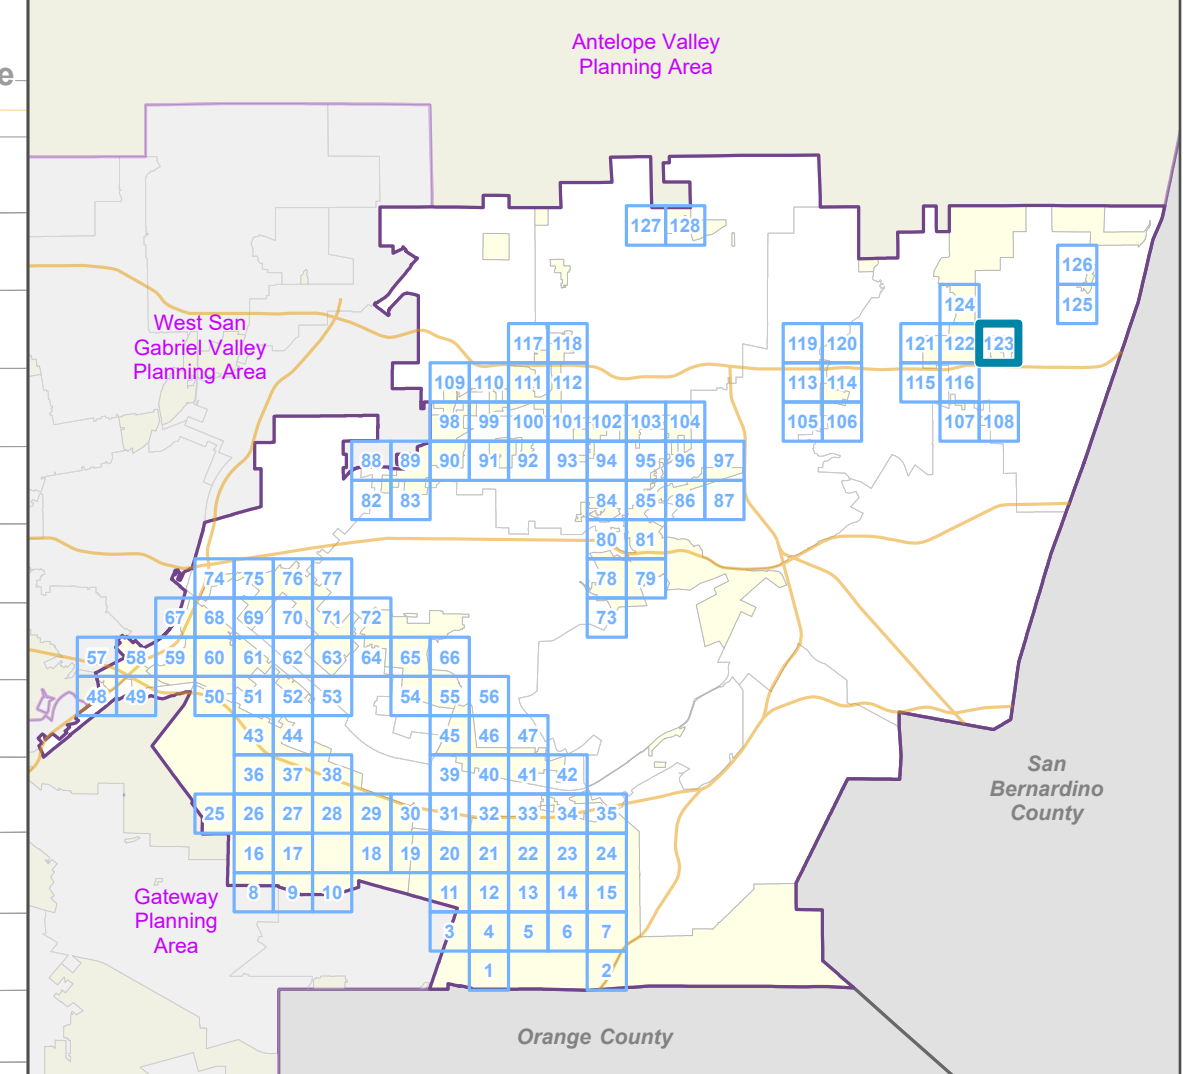 Antelope Valley
Planning Area
e
127 128
126
124 125
West San
Gabriel Valley
Planning Area
117 118 119 120 121 122 123
109 110 111 112 113 114 115 116
98 99 100 101 102 103 104 105 106 107 108
88 89 90 91 92 93 94 95 96 97
82 83 84 85 86 87
80 81
74 75 76 77 78 79
67 68 69 70 71 72 73
57 58 59 60 61 62 63 64 65 66
48 49 50 51 52 53 54 55 56
43 44 45 46 47
36 37 38 39 40 41 42
San
Bernardino
County
25 26 27 28 29 30 31 32 33 34 35
16 17 18 19 20 21 22 23 24
8 9 10 11 12 13 14 15
Gateway
Planning
Area
3 4 5 6 7
1 2
Orange County